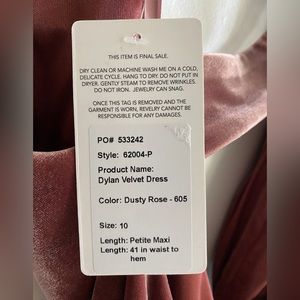 THIS ITEM IS FINAL SALE.
DRY CLEAN OR MACHINE WASH ME ON A COLD,
DELICATE CYCLE. HANG TO DRY. DO NOT PUT IN
DRYER. GENTLY STEAM TO REMOVE WRINKLES.
DO NOT IRON. JEWELRY CAN SNAG.
ONCE THIS TAG IS REMOVED AND THE
GARMENT IS WORN, REVELRY CANNOT BE
RESPONSIBLE FOR ANY DAMAGES.
PO# 533242
Style: 62004-P
Product Name:
Dylan Velvet Dress
Color: Dusty Rose - 605
Size: 10
Length: Petite Maxi
Length: 41 in waist to
hem